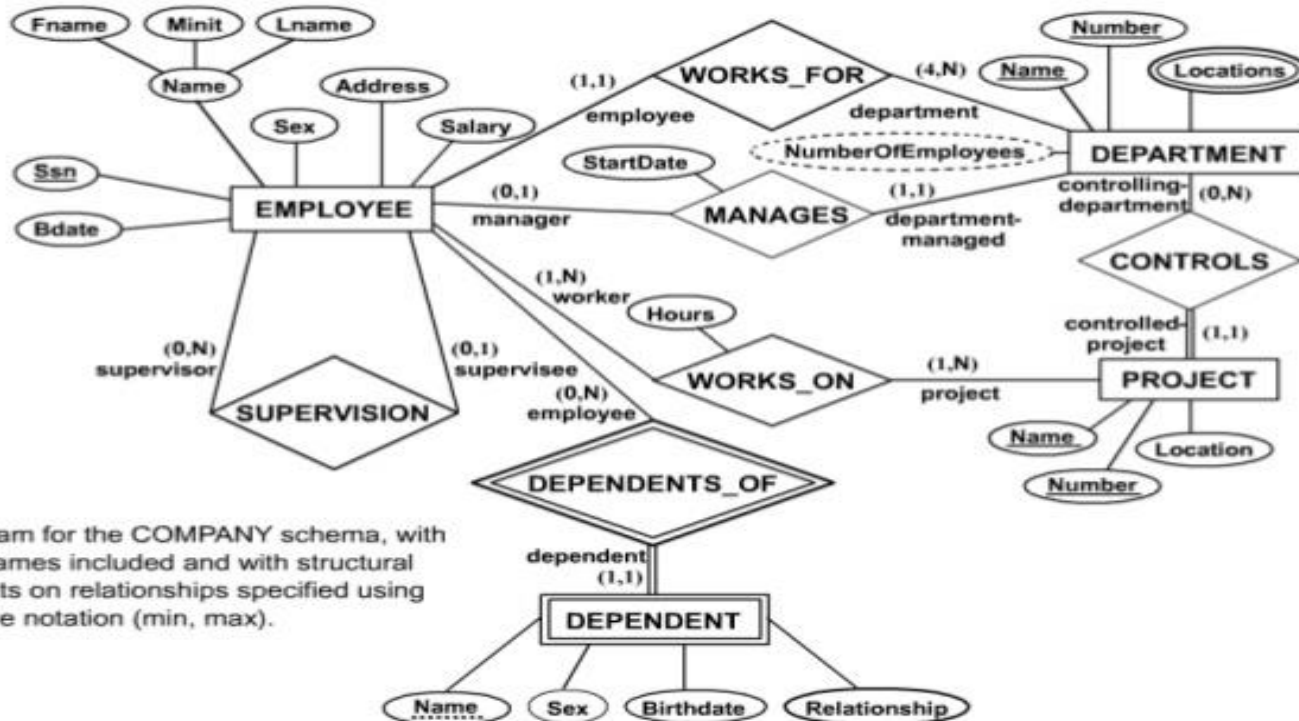 Fname
Minit
Lname
Number
Name
Address
WORKS_FOR
(1,1)
(4,N)
Name
Locations
Sex
Salary
employee
department
StartDate
NumberOfEmployees
DEPARTMENT
Ssn
EMPLOYEE
(0,1)
manager
MANAGES
(1,1)
department-
managed
controlling-
department
(0,N)
Bdate
CONTROLS
(1,N)
worker
Hours
controlled-
project
(1,1)
(0,N)
supervisor
(0,1)
supervisee
WORKS_ON
(1,N)
project
PROJECT
(0,N)
employee
SUPERVISION
Name
Location
Number
DEPENDENTS_OF
am for the COMPANY schema, with
ames included and with structural
ts on relationships specified using
e notation (min, max).
dependent
(1,1)
DEPENDENT
Name
Sex
Birthdate
Relationship